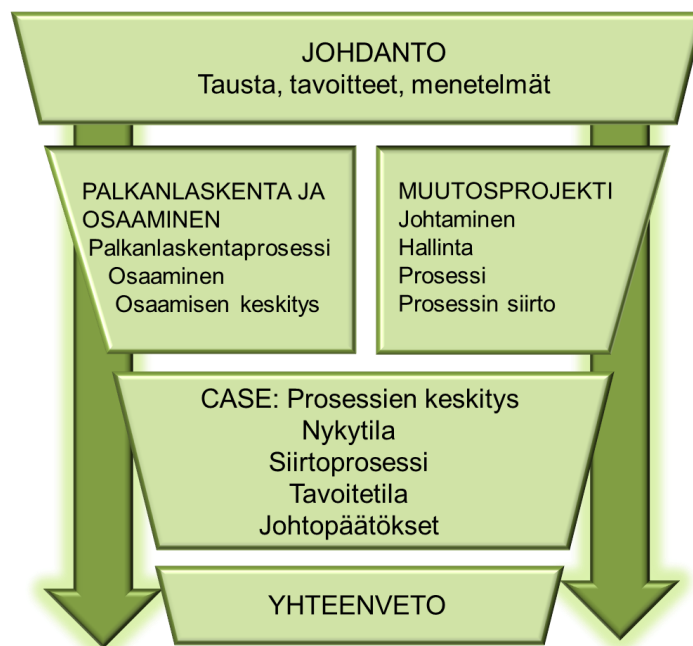 JOHDANTO
Tausta, tavoitteet, menetelmät
PALKANLASKENTA JA
OSAAMINEN
Palkanlaskentaprosessi
Osaaminen
Osaamisen keskitys
MUUTOSPROJEKTI
Johtaminen
Hallinta
Prosessi
Prosessin siirto
CASE: Prosessien keskitys
Nykytila
Siirtoprosessi
Tavoitetila
Johtopäätökset
YHTEENVETO